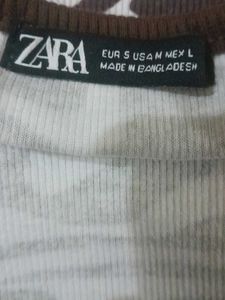 ZARA
EUR S USA M MEX L
MADE IN BANGLADESH